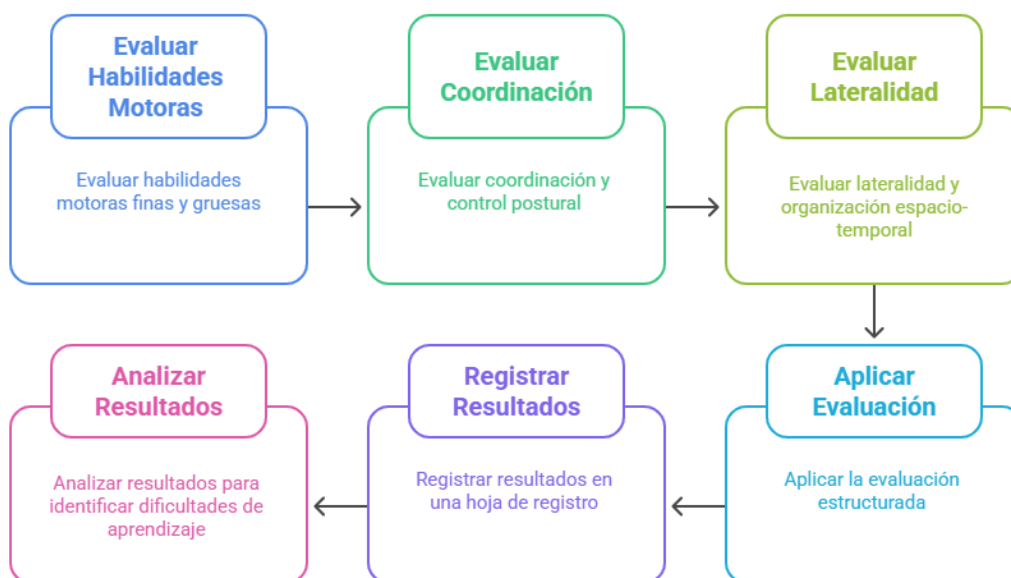 Evaluar
Habilidades
Motoras
Evaluar habilidades
motoras finas y gruesas
Evaluar
Coordinación
Evaluar coordinación y
control postural
Evaluar
Lateralidad
Evaluar lateralidad y
organización espacio-
temporal
Aplicar
Evaluación
Aplicar la evaluación
estructurada
Registrar
Resultados
Registrar resultados en
una hoja de registro
Analizar
Resultados
Analizar resultados para
identificar dificultades de
aprendizaje